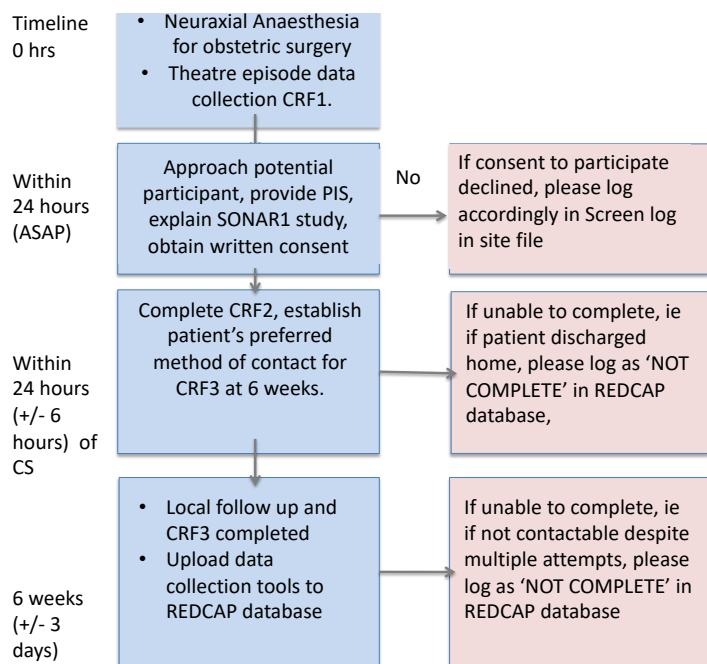 Timeline
0 hrs
• Neuraxial Anaesthesia
for obstetric surgery
• Theatre episode data
collection CRF1.
Within
24 hours
(ASAP)
Approach potential
participant, provide PIS,
explain SONAR1 study,
obtain written consent
No
If consent to participate
declined, please log
accordingly in Screen log
in site file
Within
24 hours
(+/- 6
hours) of
CS
Complete CRF2, establish
patient’s preferred
method of contact for
CRF3 at 6 weeks.
If unable to complete, ie
if patient discharged
home, please log as ‘NOT
COMPLETE’ in REDCAP
database,
6 weeks
(+/- 3
days)
• Local follow up and
CRF3 completed
• Upload data
collection tools to
REDCAP database
If unable to complete, ie
if not contactable despite
multiple attempts, please
log as ‘NOT COMPLETE’ in
REDCAP database